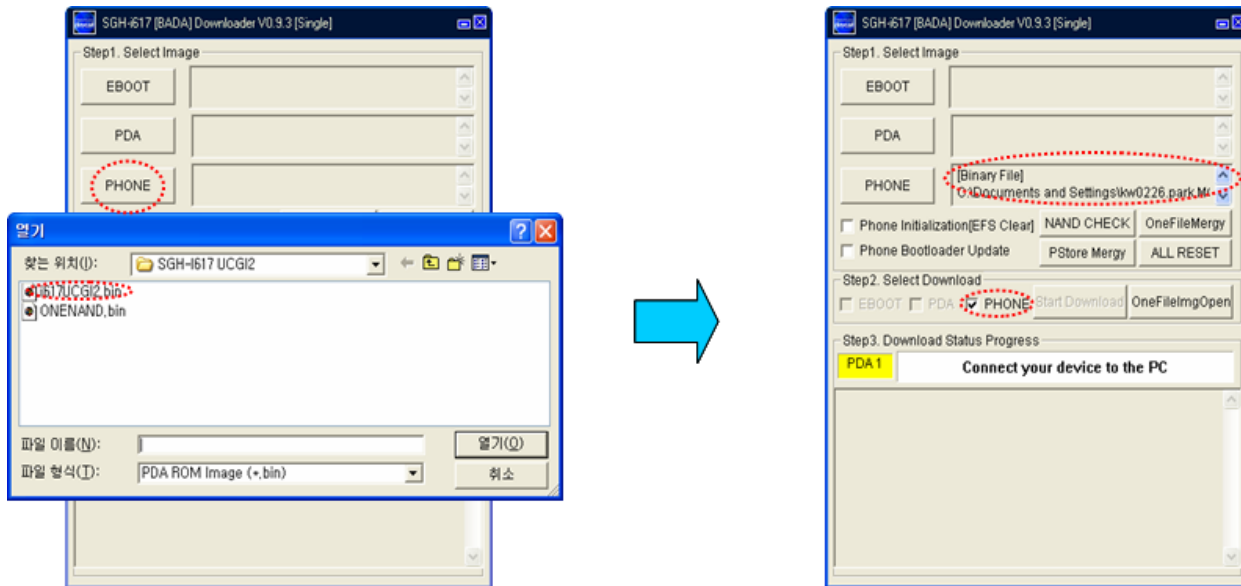 SGH-i617 [BADA] Downloader V0.9.3 [Single]
Step1. Select Image
EBOOT
PDA
PHONE
열기
찾는 위치(I):
SGH-I617 UCGI2
i617UCGI2.bin
ONENAND.bin
파일 이름(N):
열기(O)
파일 형식(T):
PDA ROM Image (*.bin)
취소
SGH-i617 [BADA] Downloader V0.9.3 [Single]
Step1. Select Image
EBOOT
PDA
PHONE
[Binary File]
C:\Documents and Settings\kw0226.park.M
Phone Initialization[EFS Clear]
NAND CHECK
OneFileMergy
Phone Bootloader Update
PStore Mergy
ALL RESET
Step2. Select Download
EBOOT
PDA
PHONE
Start Download
OneFileImgOpen
Step3. Download Status Progress
PDA 1
Connect your device to the PC